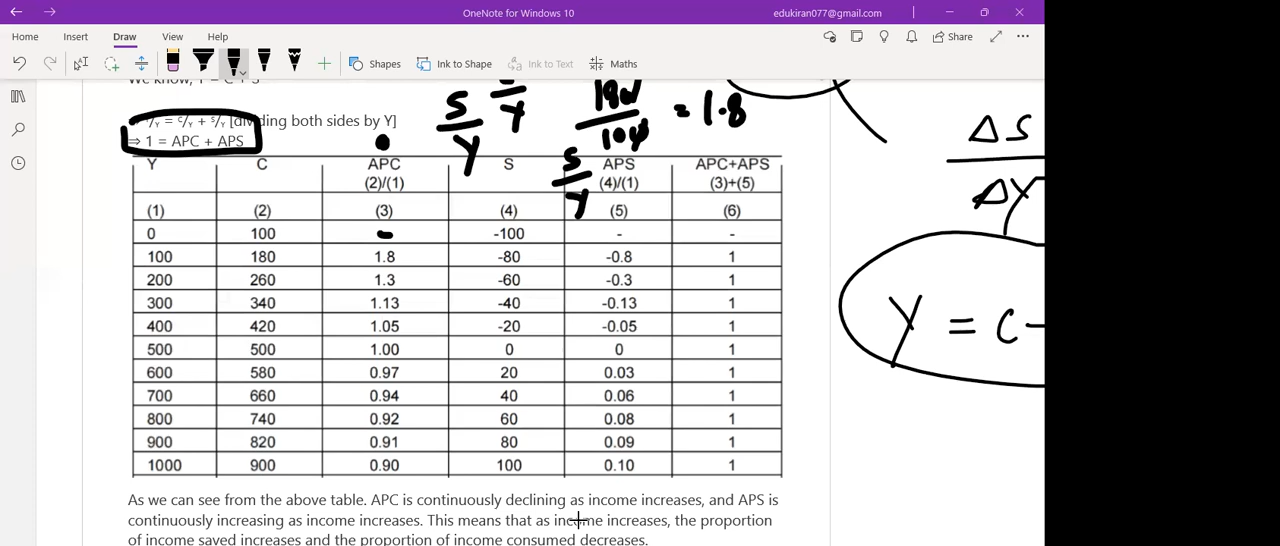 OneNote for Windows 10
edukiran077@gmail.com
Home Insert Draw View Help
Share
Shapes Ink to Shape Ink to Text Maths
We know, Y = C + S
= ᶜ/Y + ˢ/Y [dividing both sides by Y]
⇒ 1 = APC + APS
S/Y
180/100 = 1.8
S/Y
ΔS/ΔY
Y = C
Y C APC S APS APC+APS
(2)/(1) (4)/(1) (3)+(5)
(1) (2) (3) (4) (5) (6)
0 100 - -100 - -
100 180 1.8 -80 -0.8 1
200 260 1.3 -60 -0.3 1
300 340 1.13 -40 -0.13 1
400 420 1.05 -20 -0.05 1
500 500 1.00 0 0 1
600 580 0.97 20 0.03 1
700 660 0.94 40 0.06 1
800 740 0.92 60 0.08 1
900 820 0.91 80 0.09 1
1000 900 0.90 100 0.10 1
As we can see from the above table. APC is continuously declining as income increases, and APS is
continuously increasing as income increases. This means that as income increases, the proportion
of income saved increases and the proportion of income consumed decreases.